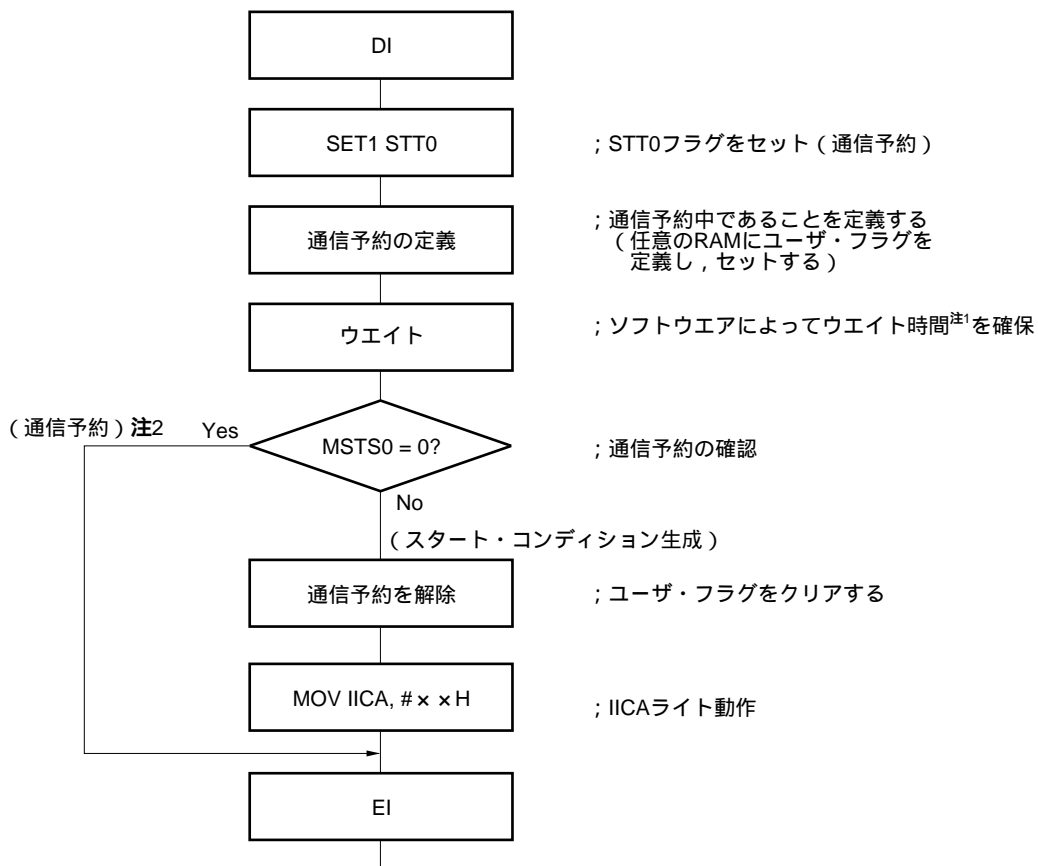 DI
SET1 STT0
；STT0フラグをセット（通信予約）
通信予約の定義
；通信予約中であることを定義する
（任意のRAMにユーザ・フラグを
定義し，セットする）
ウエイト
；ソフトウエアによってウエイト時間注1を確保
（通信予約）注2
Yes
MSTS0 = 0?
；通信予約の確認
No
（スタート・コンディション生成）
通信予約を解除
；ユーザ・フラグをクリアする
MOV IICA, #××H
；IICAライト動作
EI